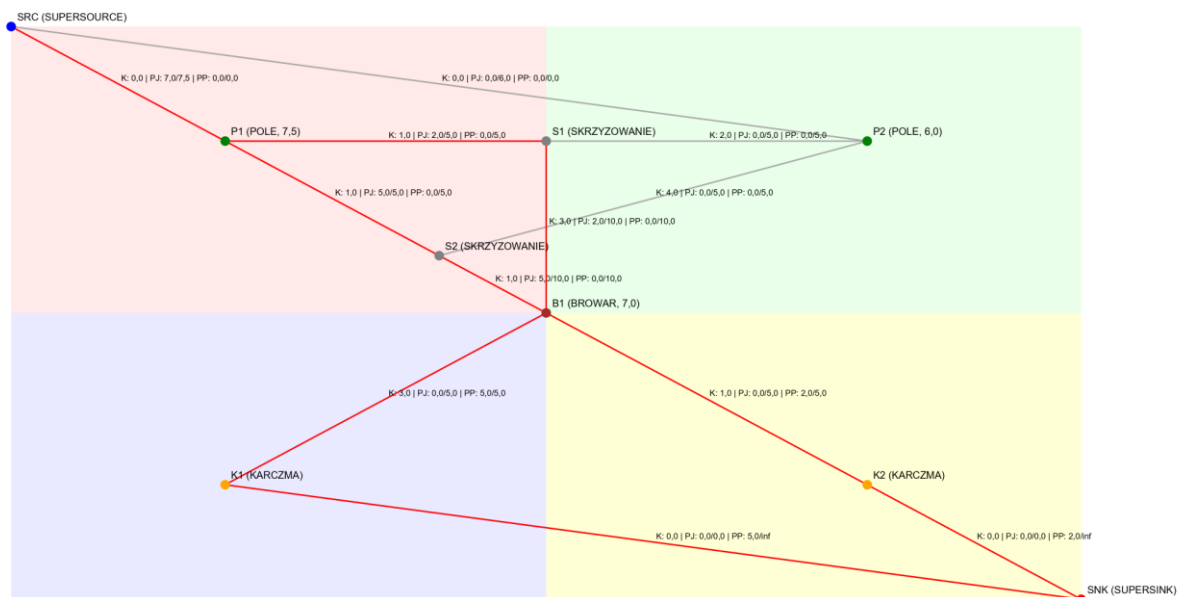 SRC (SUPERSOURCE)
K: 0,0 | PJ: 7,0/7,5 | PP: 0,0/0,0
K: 0,0 | PJ: 0,0/6,0 | PP: 0,0/0,0
P1 (POLE, 7,5)
K: 1,0 | PJ: 2,0/5,0 | PP: 0,0/5,0
S1 (SKRZYZOWANIE)
K: 2,0 | PJ: 0,0/5,0 | PP: 0,0/5,0
P2 (POLE, 6,0)
K: 1,0 | PJ: 5,0/5,0 | PP: 0,0/5,0
K: 4,0 | PJ: 0,0/5,0 | PP: 0,0/5,0
K: 3,0 | PJ: 2,0/10,0 | PP: 0,0/10,0
S2 (SKRZYZOWANIE)
K: 1,0 | PJ: 5,0/10,0 | PP: 0,0/10,0
B1 (BROWAR, 7,0)
K: 3,0 | PJ: 0,0/5,0 | PP: 5,0/5,0
K: 1,0 | PJ: 0,0/5,0 | PP: 2,0/5,0
K1 (KARCZMA)
K2 (KARCZMA)
K: 0,0 | PJ: 0,0/0,0 | PP: 5,0/inf
K: 0,0 | PJ: 0,0/0,0 | PP: 2,0/inf
SNK (SUPERSINK)